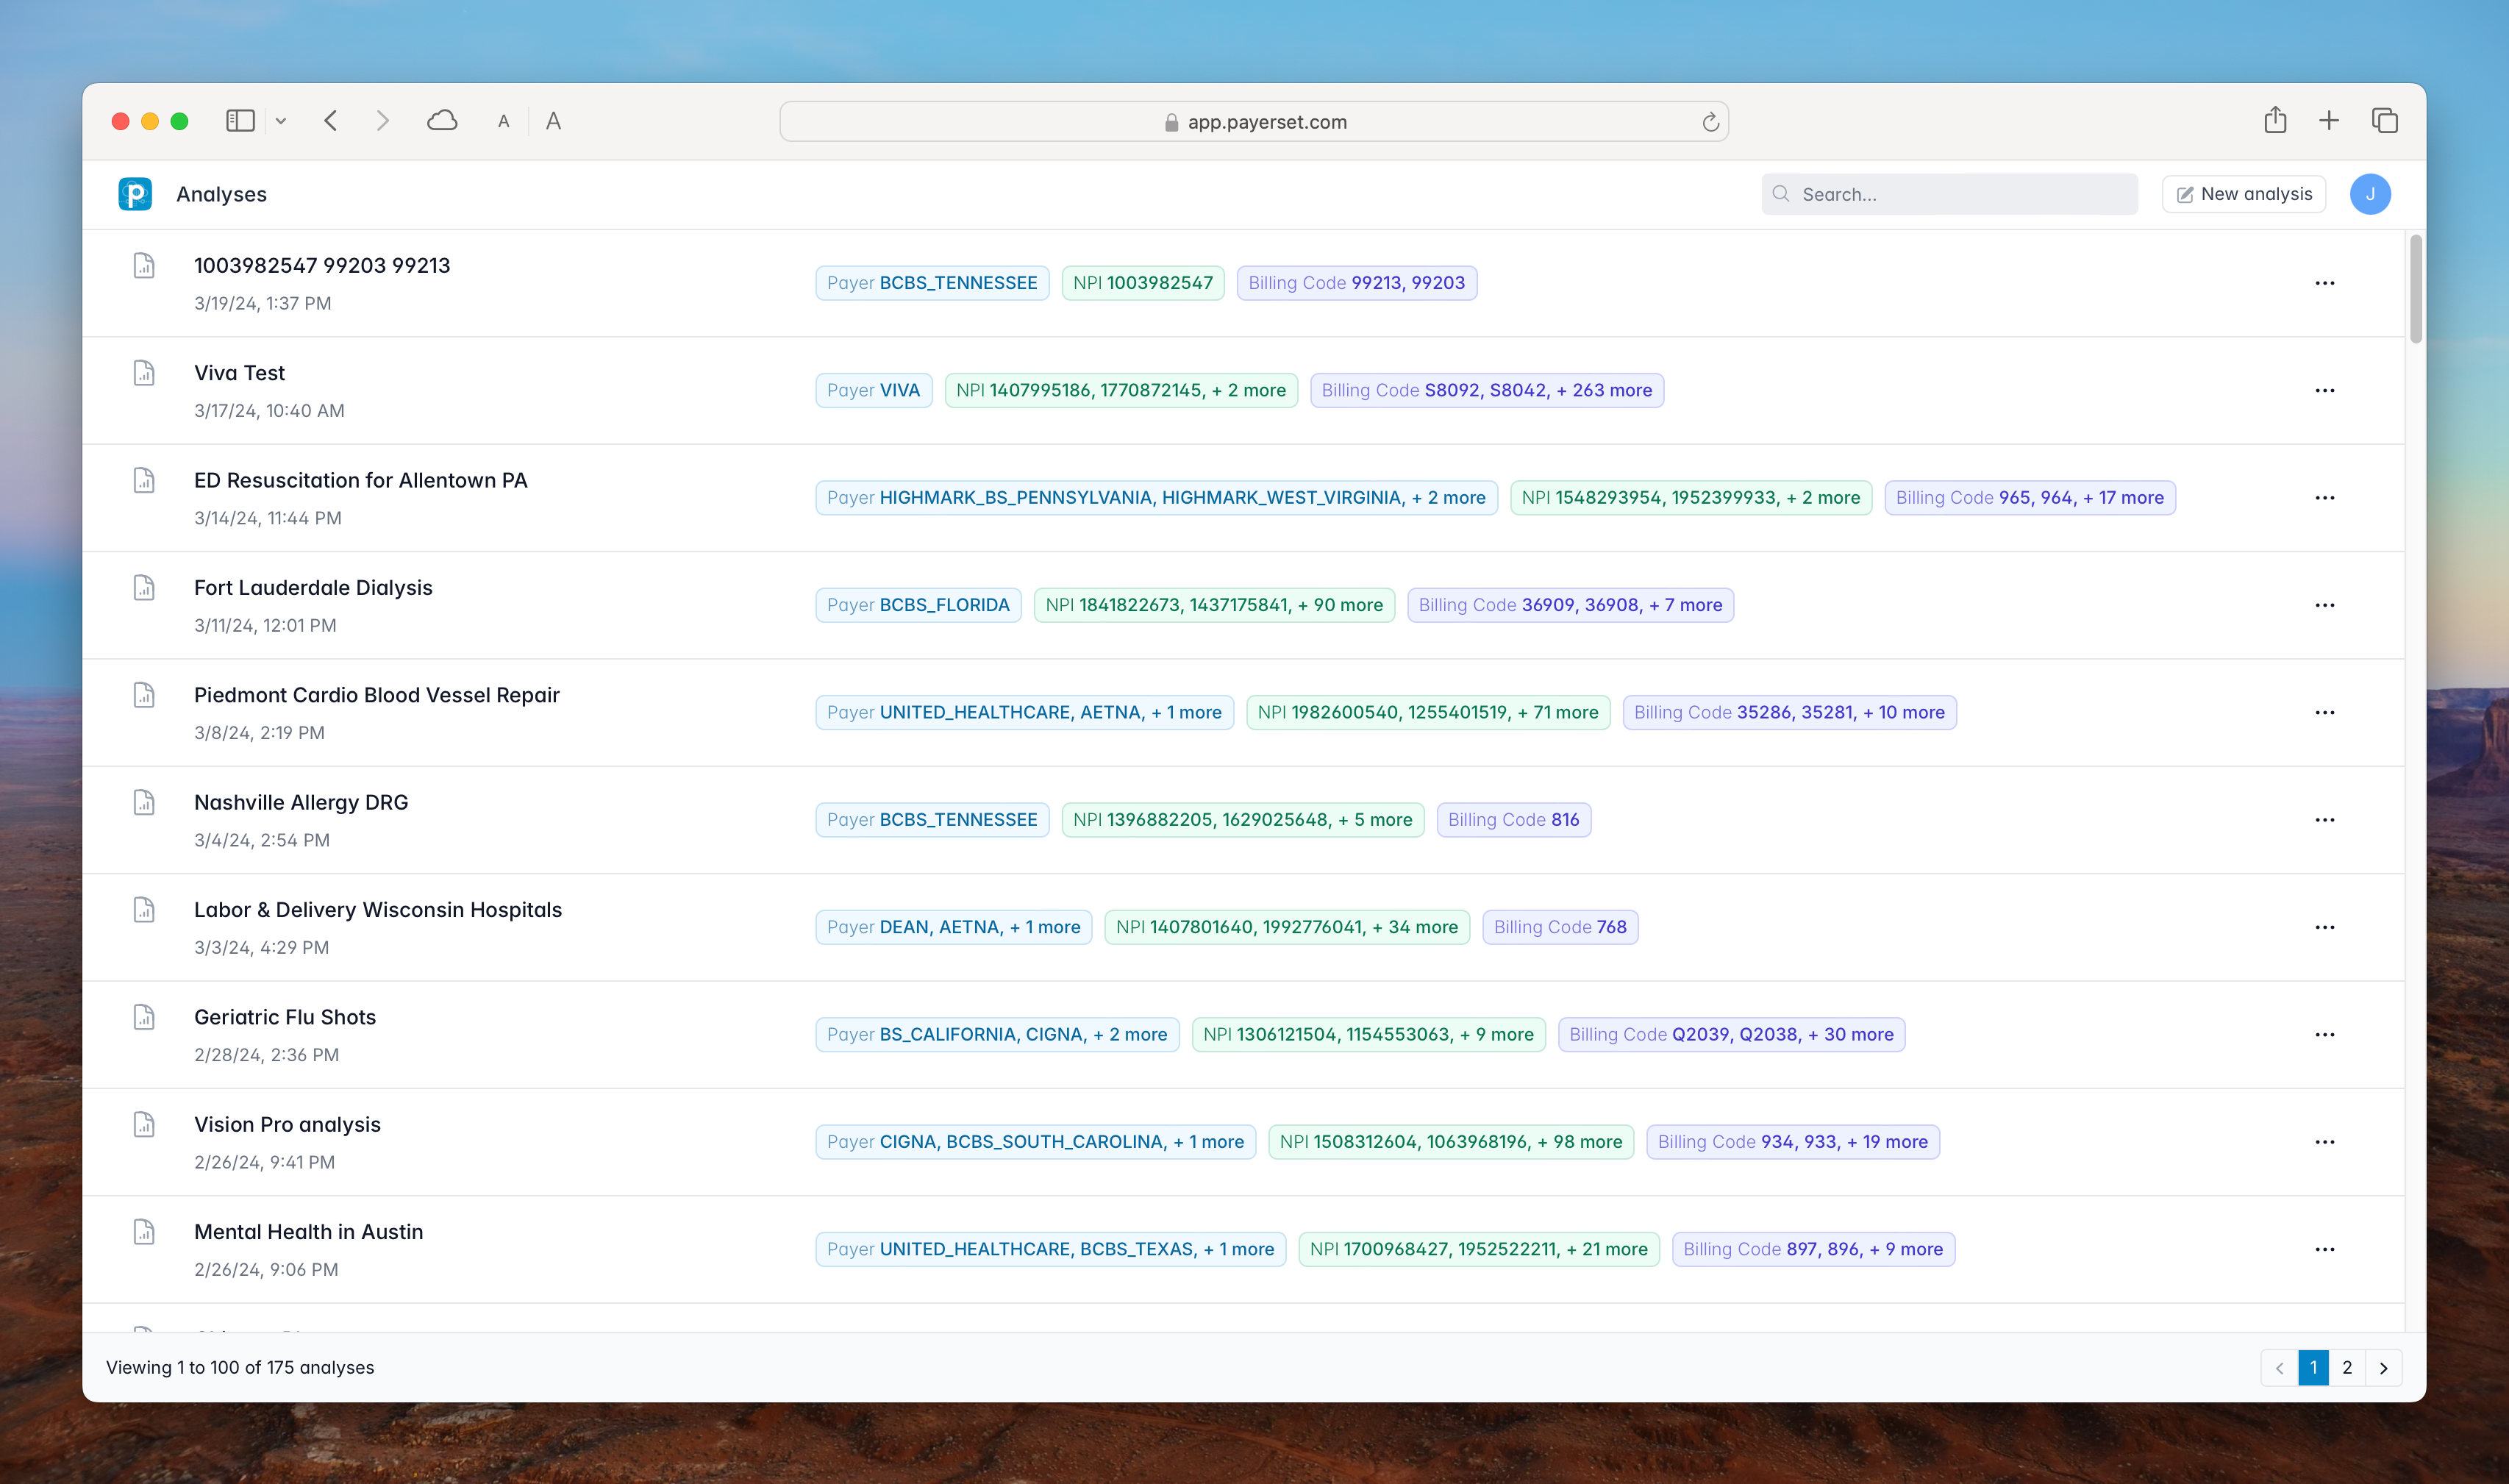 A A app.payerset.com
p Analyses Search... New analysis J
1003982547 99203 99213
3/19/24, 1:37 PM
Payer BCBS_TENNESSEE NPI 1003982547 Billing Code 99213, 99203
Viva Test
3/17/24, 10:40 AM
Payer VIVA NPI 1407995186, 1770872145, + 2 more Billing Code S8092, S8042, + 263 more
ED Resuscitation for Allentown PA
3/14/24, 11:44 PM
Payer HIGHMARK_BS_PENNSYLVANIA, HIGHMARK_WEST_VIRGINIA, + 2 more NPI 1548293954, 1952399933, + 2 more Billing Code 965, 964, + 17 more
Fort Lauderdale Dialysis
3/11/24, 12:01 PM
Payer BCBS_FLORIDA NPI 1841822673, 1437175841, + 90 more Billing Code 36909, 36908, + 7 more
Piedmont Cardio Blood Vessel Repair
3/8/24, 2:19 PM
Payer UNITED_HEALTHCARE, AETNA, + 1 more NPI 1982600540, 1255401519, + 71 more Billing Code 35286, 35281, + 10 more
Nashville Allergy DRG
3/4/24, 2:54 PM
Payer BCBS_TENNESSEE NPI 1396882205, 1629025648, + 5 more Billing Code 816
Labor & Delivery Wisconsin Hospitals
3/3/24, 4:29 PM
Payer DEAN, AETNA, + 1 more NPI 1407801640, 1992776041, + 34 more Billing Code 768
Geriatric Flu Shots
2/28/24, 2:36 PM
Payer BS_CALIFORNIA, CIGNA, + 2 more NPI 1306121504, 1154553063, + 9 more Billing Code Q2039, Q2038, + 30 more
Vision Pro analysis
2/26/24, 9:41 PM
Payer CIGNA, BCBS_SOUTH_CAROLINA, + 1 more NPI 1508312604, 1063968196, + 98 more Billing Code 934, 933, + 19 more
Mental Health in Austin
2/26/24, 9:06 PM
Payer UNITED_HEALTHCARE, BCBS_TEXAS, + 1 more NPI 1700968427, 1952522211, + 21 more Billing Code 897, 896, + 9 more
Viewing 1 to 100 of 175 analyses 1 2